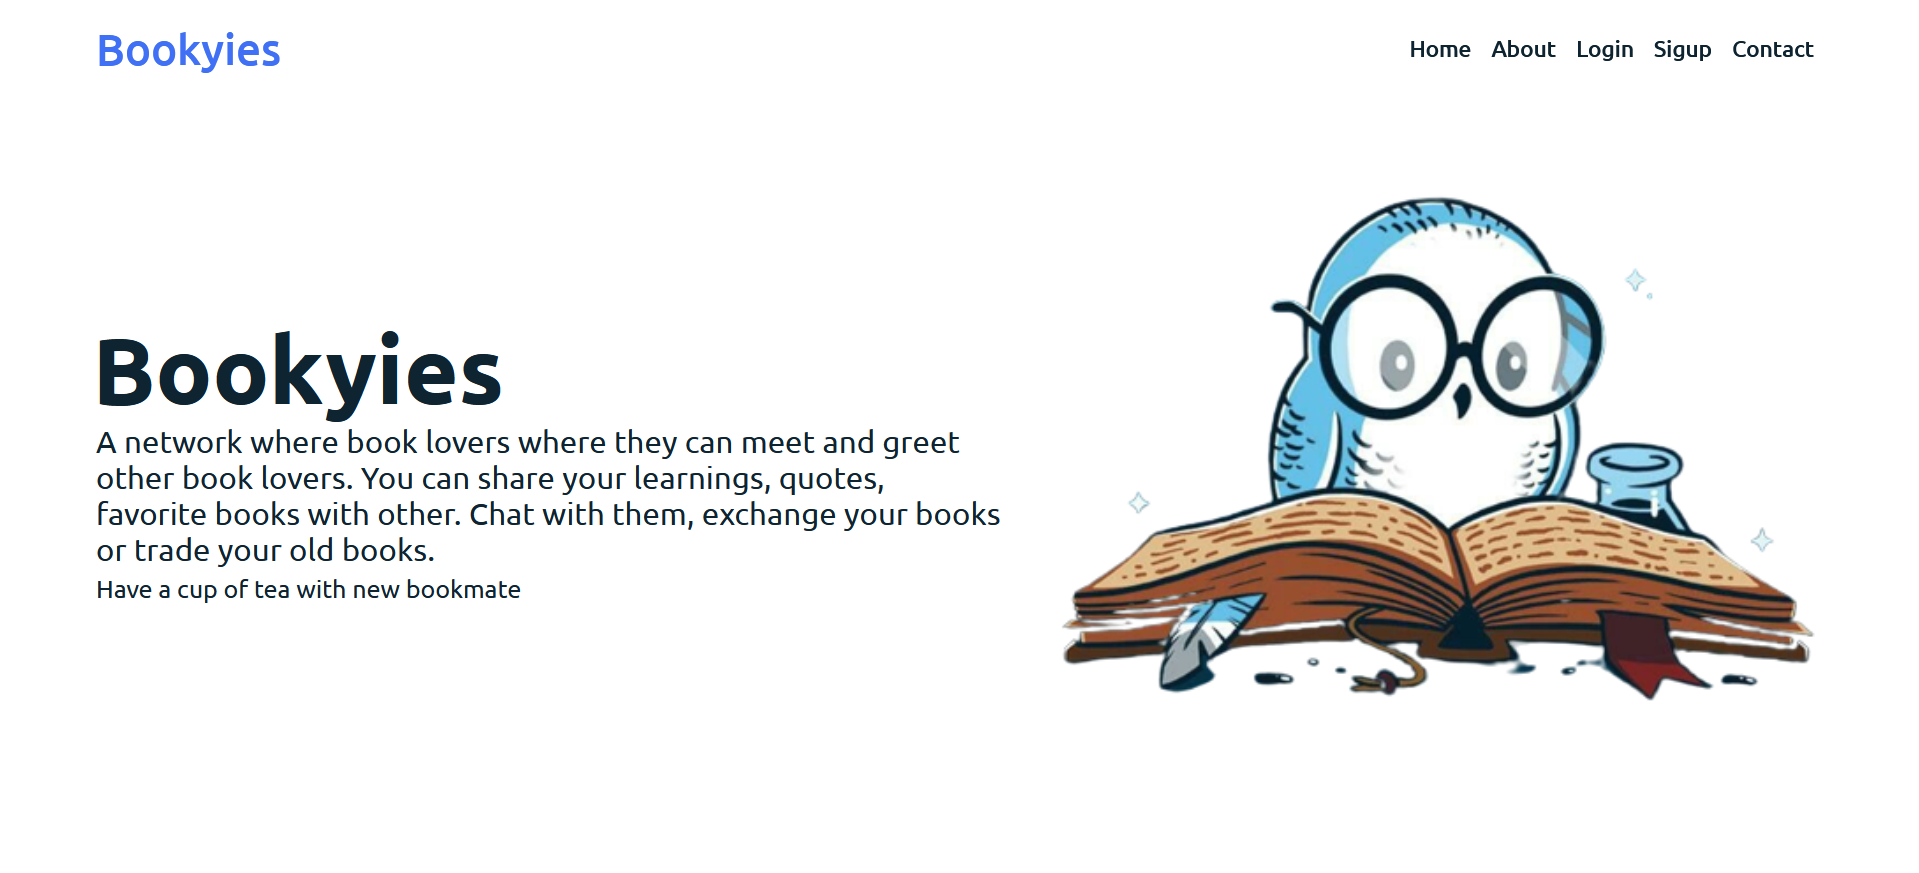 Bookyies
Home About Login Sigup Contact
Bookyies
A network where book lovers where they can meet and greet
other book lovers. You can share your learnings, quotes,
favorite books with other. Chat with them, exchange your books
or trade your old books.
Have a cup of tea with new bookmate